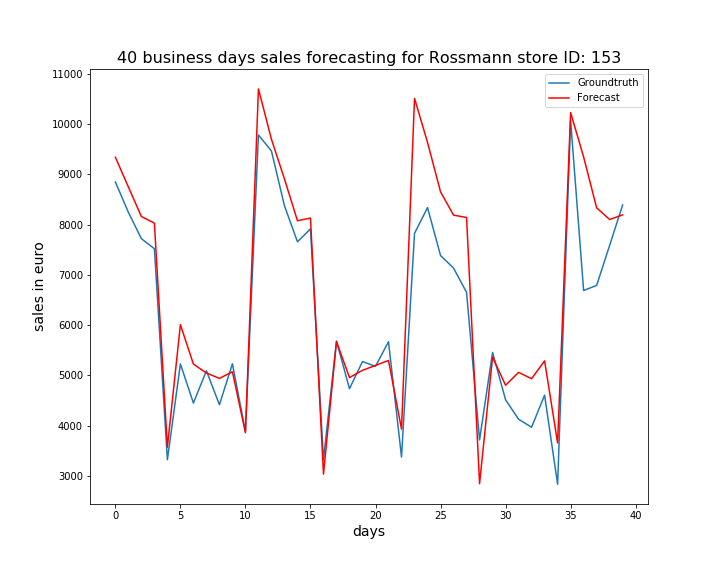 40 business days sales forecasting for Rossmann store ID: 153
Groundtruth
Forecast
11000
10000
9000
8000
7000
6000
5000
4000
3000
sales in euro
0 5 10 15 20 25 30 35 40
days